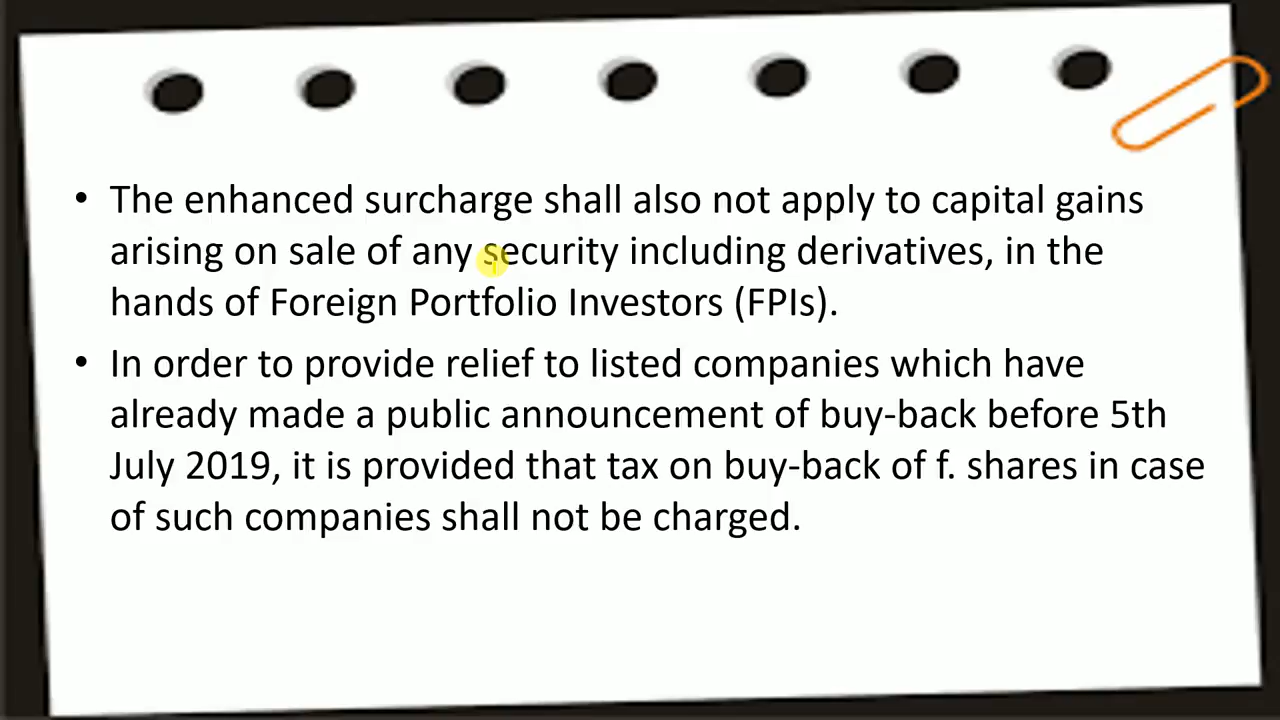 • The enhanced surcharge shall also not apply to capital gains
arising on sale of any security including derivatives, in the
hands of Foreign Portfolio Investors (FPIs).
• In order to provide relief to listed companies which have
already made a public announcement of buy-back before 5th
July 2019, it is provided that tax on buy-back of f. shares in case
of such companies shall not be charged.